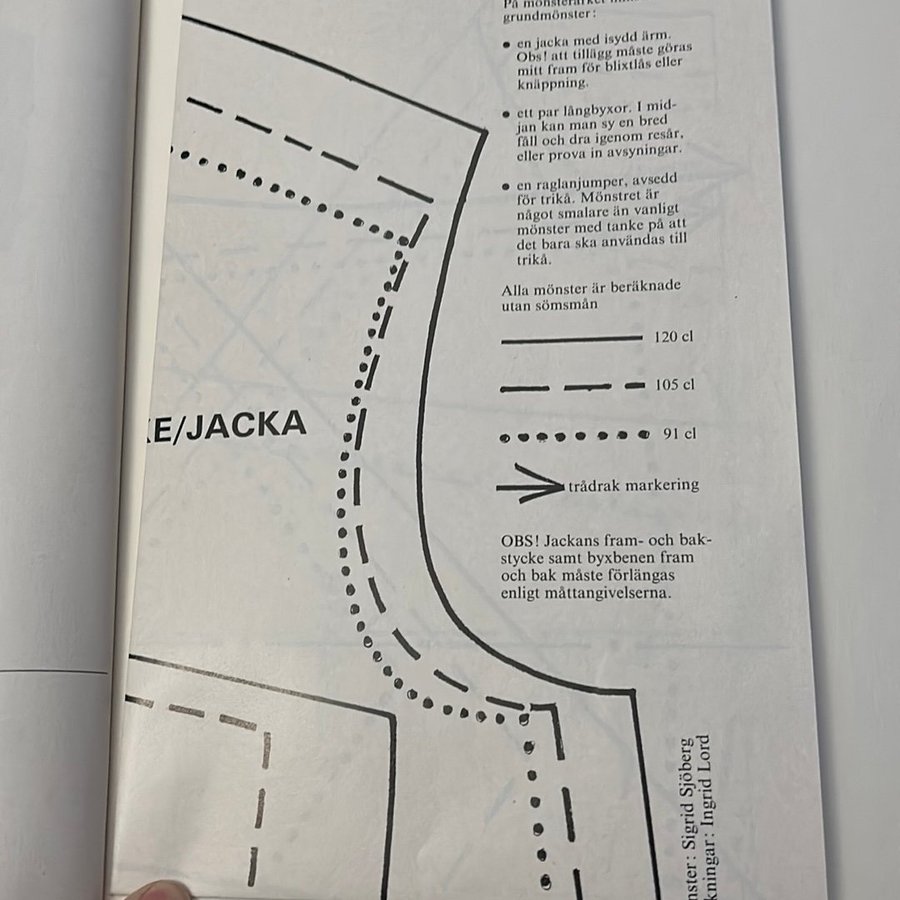 På mönsterarket
grundmönster:
• en jacka med isydd ärm.
Obs! att tillägg måste göras
mitt fram för blixtlås eller
knäppning.
• ett par långbyxor. I mid-
jan kan man sy en bred
fåll och dra igenom resår,
eller prova in avsyningar.
• en raglanjumper, avsedd
för trikå. Mönstret är
något smalare än vanligt
mönster med tanke på att
det bara ska användas till
trikå.
Alla mönster är beräknade
utan sömsmån
120 cl
105 cl
91 cl
trådrak markering
E/JACKA
OBS! Jackans fram- och bak-
stycke samt byxbenen fram
och bak måste förlängas
enligt måttangivelserna.
nster: Sigrid Sjöberg
kningar: Ingrid Lord